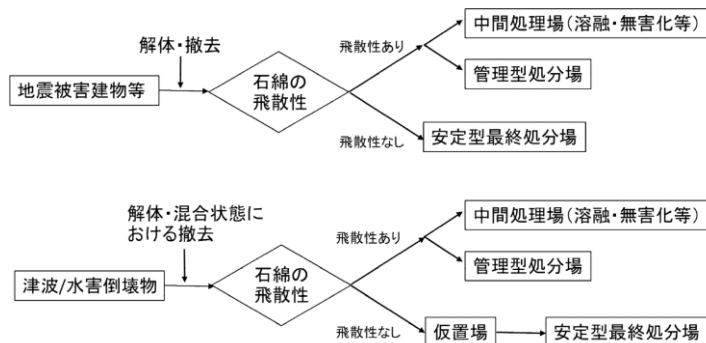 解体・撤去
地震被害建物等
石綿の
飛散性
飛散性あり
中間処理場(溶融・無害化等)
管理型処分場
飛散性なし
安定型最終処分場
解体・混合状態に
おける撤去
津波/水害倒壊物
石綿の
飛散性
飛散性あり
中間処理場(溶融・無害化等)
管理型処分場
飛散性なし
仮置場
安定型最終処分場